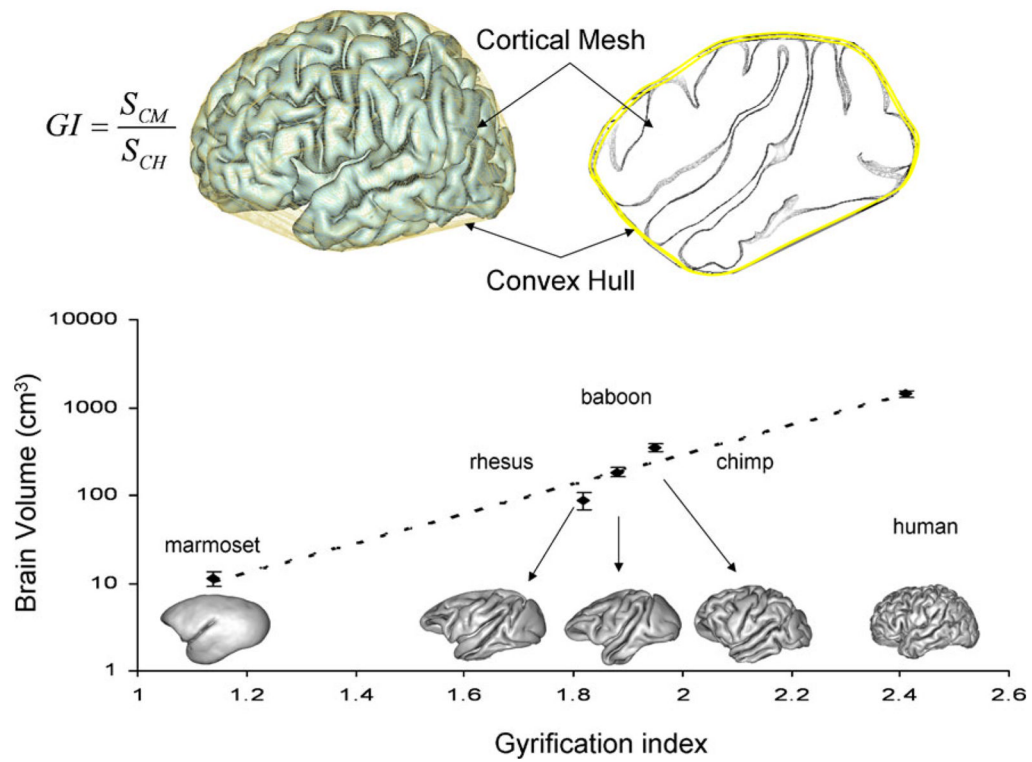 Cortical Mesh
GI = S_CM / S_CH
Convex Hull
10000
1000
100
10
1
Brain Volume (cm³)
baboon
rhesus
chimp
marmoset
human
1
1.2
1.4
1.6
1.8
2
2.2
2.4
2.6
Gyrification index